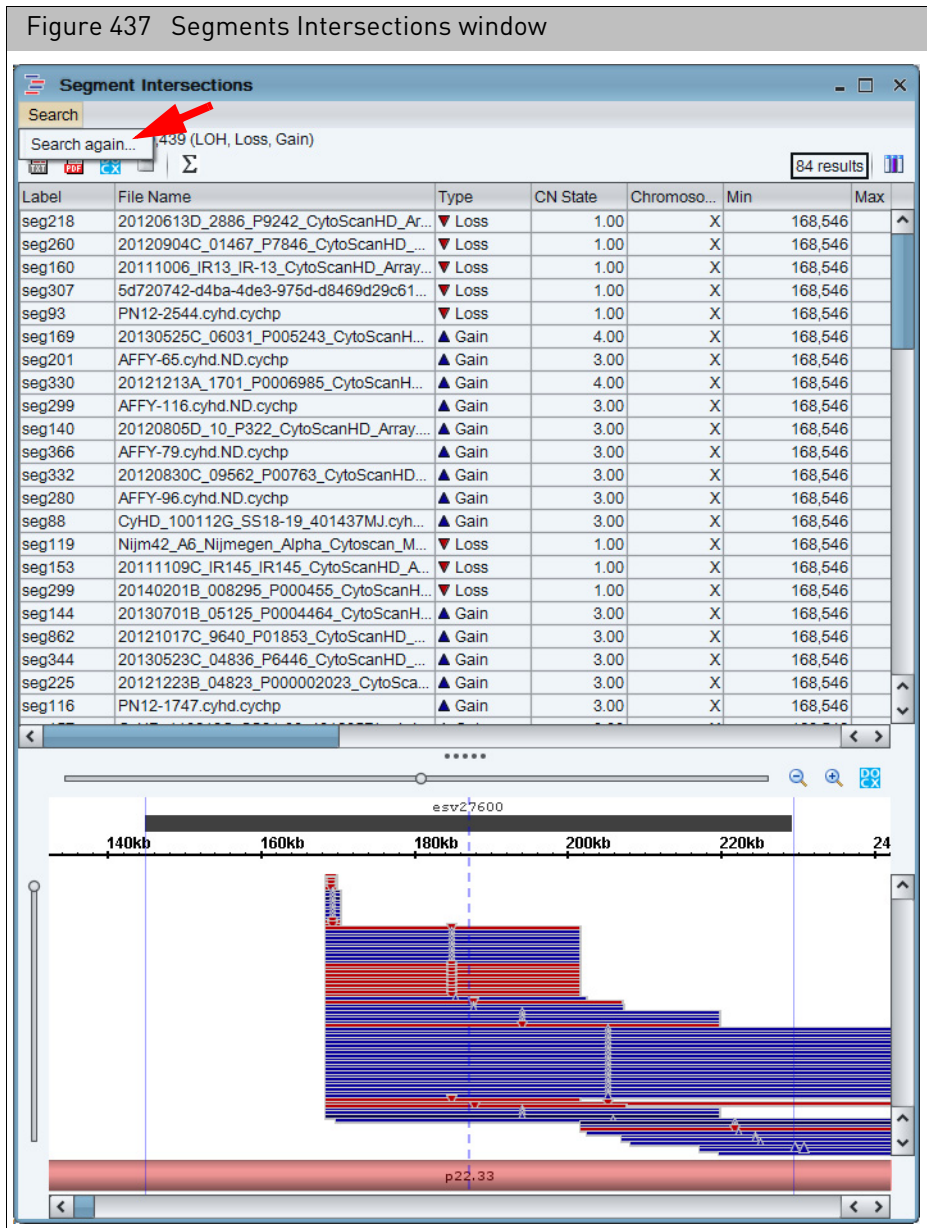 Figure 437 Segments Intersections window
Segment Intersections
Search
Search again...
,439 (LOH, Loss, Gain)
TXT PDF DOCX Σ 84 results
Label File Name Type CN State Chromoso... Min Max
seg218 20120613D_2886_P9242_CytoScanHD_Ar... Loss 1.00 X 168,546
seg260 20120904C_01467_P7846_CytoScanHD_... Loss 1.00 X 168,546
seg160 20111006_IR13_IR-13_CytoScanHD_Array... Loss 1.00 X 168,546
seg307 5d720742-d4ba-4de3-975d-d8469d29c61... Loss 1.00 X 168,546
seg93 PN12-2544.cyhd.cychp Loss 1.00 X 168,546
seg169 20130525C_06031_P005243_CytoScanH... Gain 4.00 X 168,546
seg201 AFFY-65.cyhd.ND.cychp Gain 3.00 X 168,546
seg330 20121213A_1701_P0006985_CytoScanH... Gain 4.00 X 168,546
seg299 AFFY-116.cyhd.ND.cychp Gain 3.00 X 168,546
seg140 20120805D_10_P322_CytoScanHD_Array.... Gain 3.00 X 168,546
seg366 AFFY-79.cyhd.ND.cychp Gain 3.00 X 168,546
seg332 20120830C_09562_P00763_CytoScanHD... Gain 3.00 X 168,546
seg280 AFFY-96.cyhd.ND.cychp Gain 3.00 X 168,546
seg88 CyHD_100112G_SS18-19_401437MJ.cyh... Gain 3.00 X 168,546
seg119 Nijm42_A6_Nijmegen_Alpha_Cytoscan_M... Loss 1.00 X 168,546
seg153 20111109C_IR145_IR145_CytoScanHD_A... Loss 1.00 X 168,546
seg299 20140201B_008295_P000455_CytoScanH... Loss 1.00 X 168,546
seg144 20130701B_05125_P0004464_CytoScanH... Gain 3.00 X 168,546
seg862 20121017C_9640_P01853_CytoScanHD_... Gain 3.00 X 168,546
seg344 20130523C_04836_P6446_CytoScanHD_... Gain 3.00 X 168,546
seg225 20121223B_04823_P000002023_CytoSca... Gain 3.00 X 168,546
seg116 PN12-1747.cyhd.cychp Gain 3.00 X 168,546
DOCX
esv27600
140kb 160kb 180kb 200kb 220kb 24
p22.33